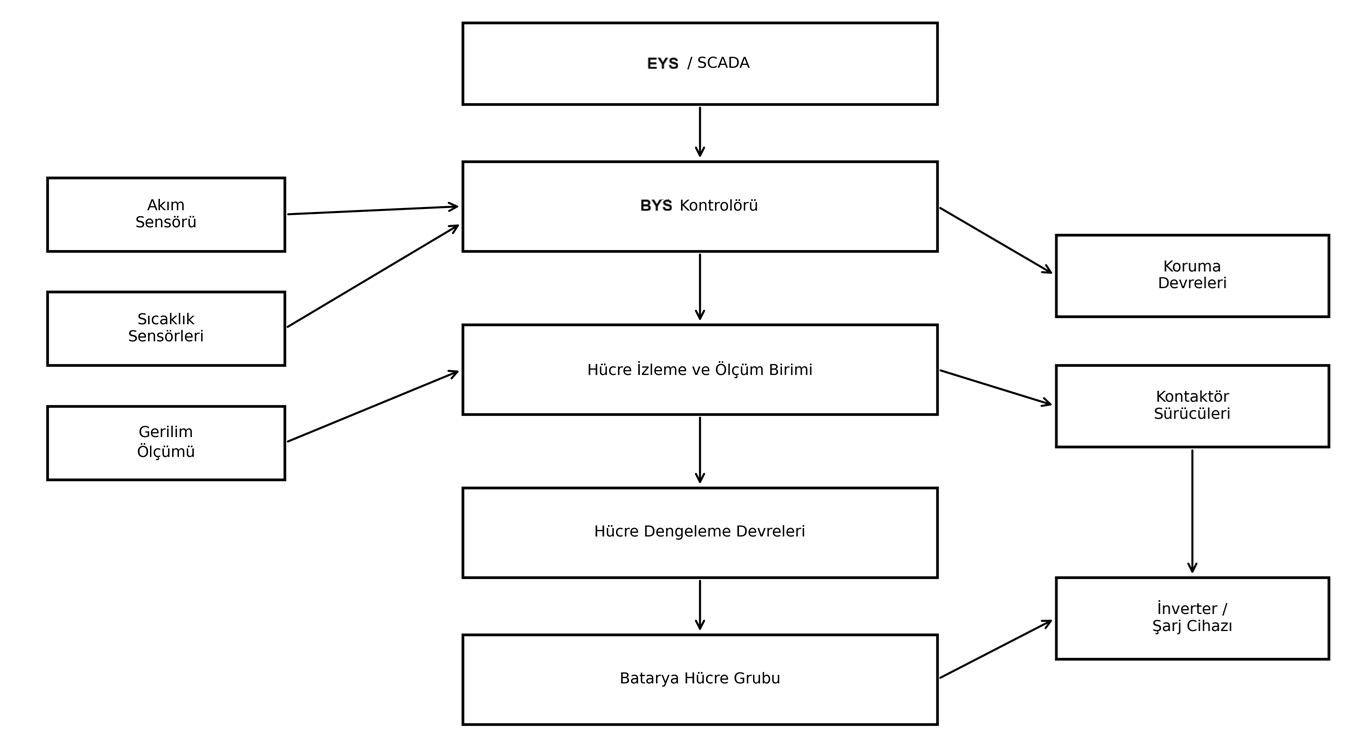 EYS / SCADA
BYS Kontrolörü
Akım
Sensörü
Sıcaklık
Sensörleri
Gerilim
Ölçümü
Hücre İzleme ve Ölçüm Birimi
Hücre Dengeleme Devreleri
Batarya Hücre Grubu
Koruma
Devreleri
Kontaktör
Sürücüleri
İnverter /
Şarj Cihazı